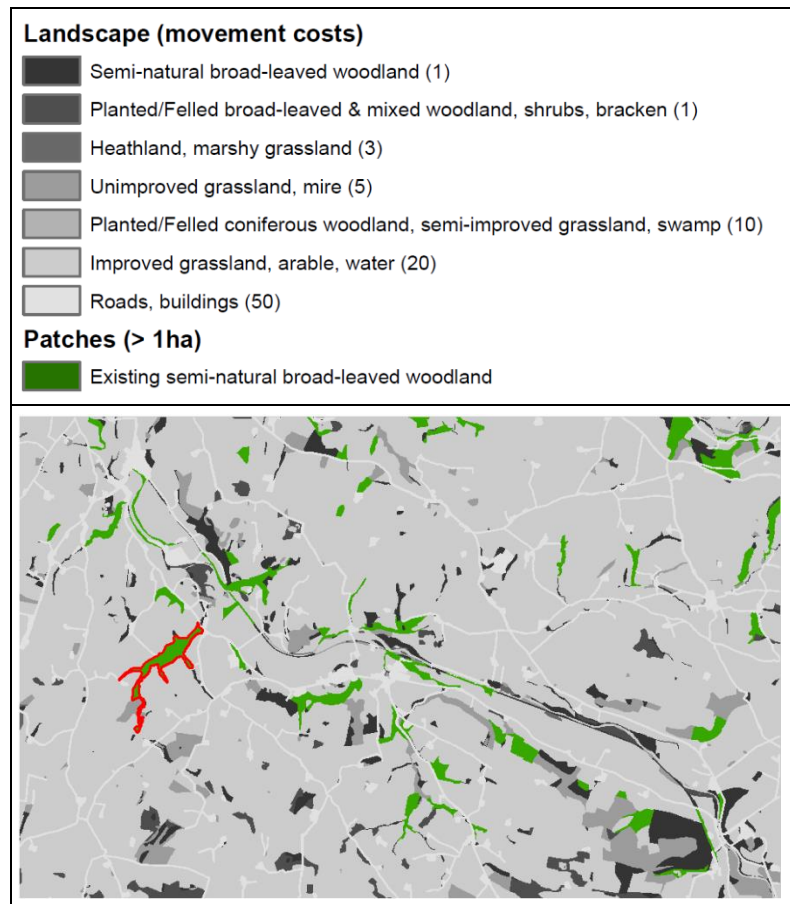 Landscape (movement costs)
Semi-natural broad-leaved woodland (1)
Planted/Felled broad-leaved & mixed woodland, shrubs, bracken (1)
Heathland, marshy grassland (3)
Unimproved grassland, mire (5)
Planted/Felled coniferous woodland, semi-improved grassland, swamp (10)
Improved grassland, arable, water (20)
Roads, buildings (50)
Patches (> 1ha)
Existing semi-natural broad-leaved woodland